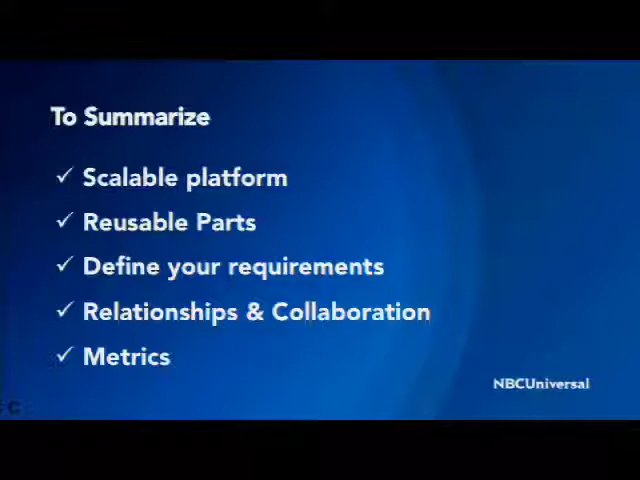 To Summarize
✓ Scalable platform
✓ Reusable Parts
✓ Define your requirements
✓ Relationships & Collaboration
✓ Metrics
NBCUniversal